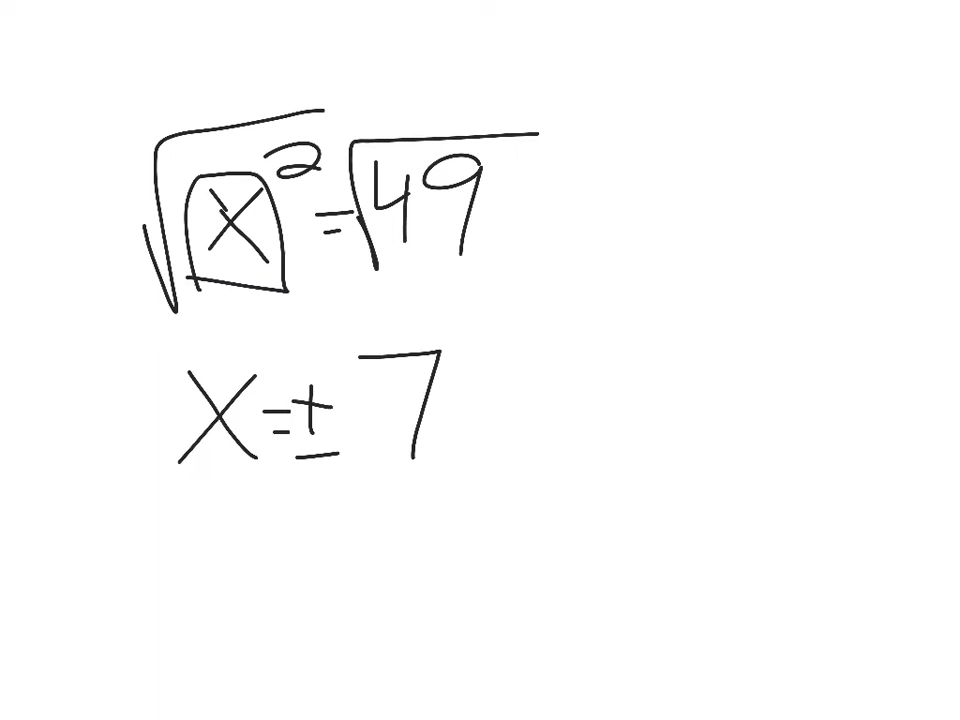 √x² = √49
x = ± 7